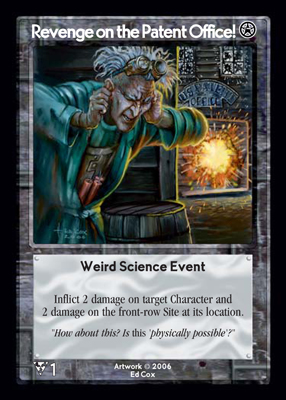 Revenge on the Patent Office!
Weird Science Event
Inflict 2 damage on target Character and
2 damage on the front-row Site at its location.
"How about this? Is this 'physically possible'?"
1
Artwork © 2006
Ed Cox